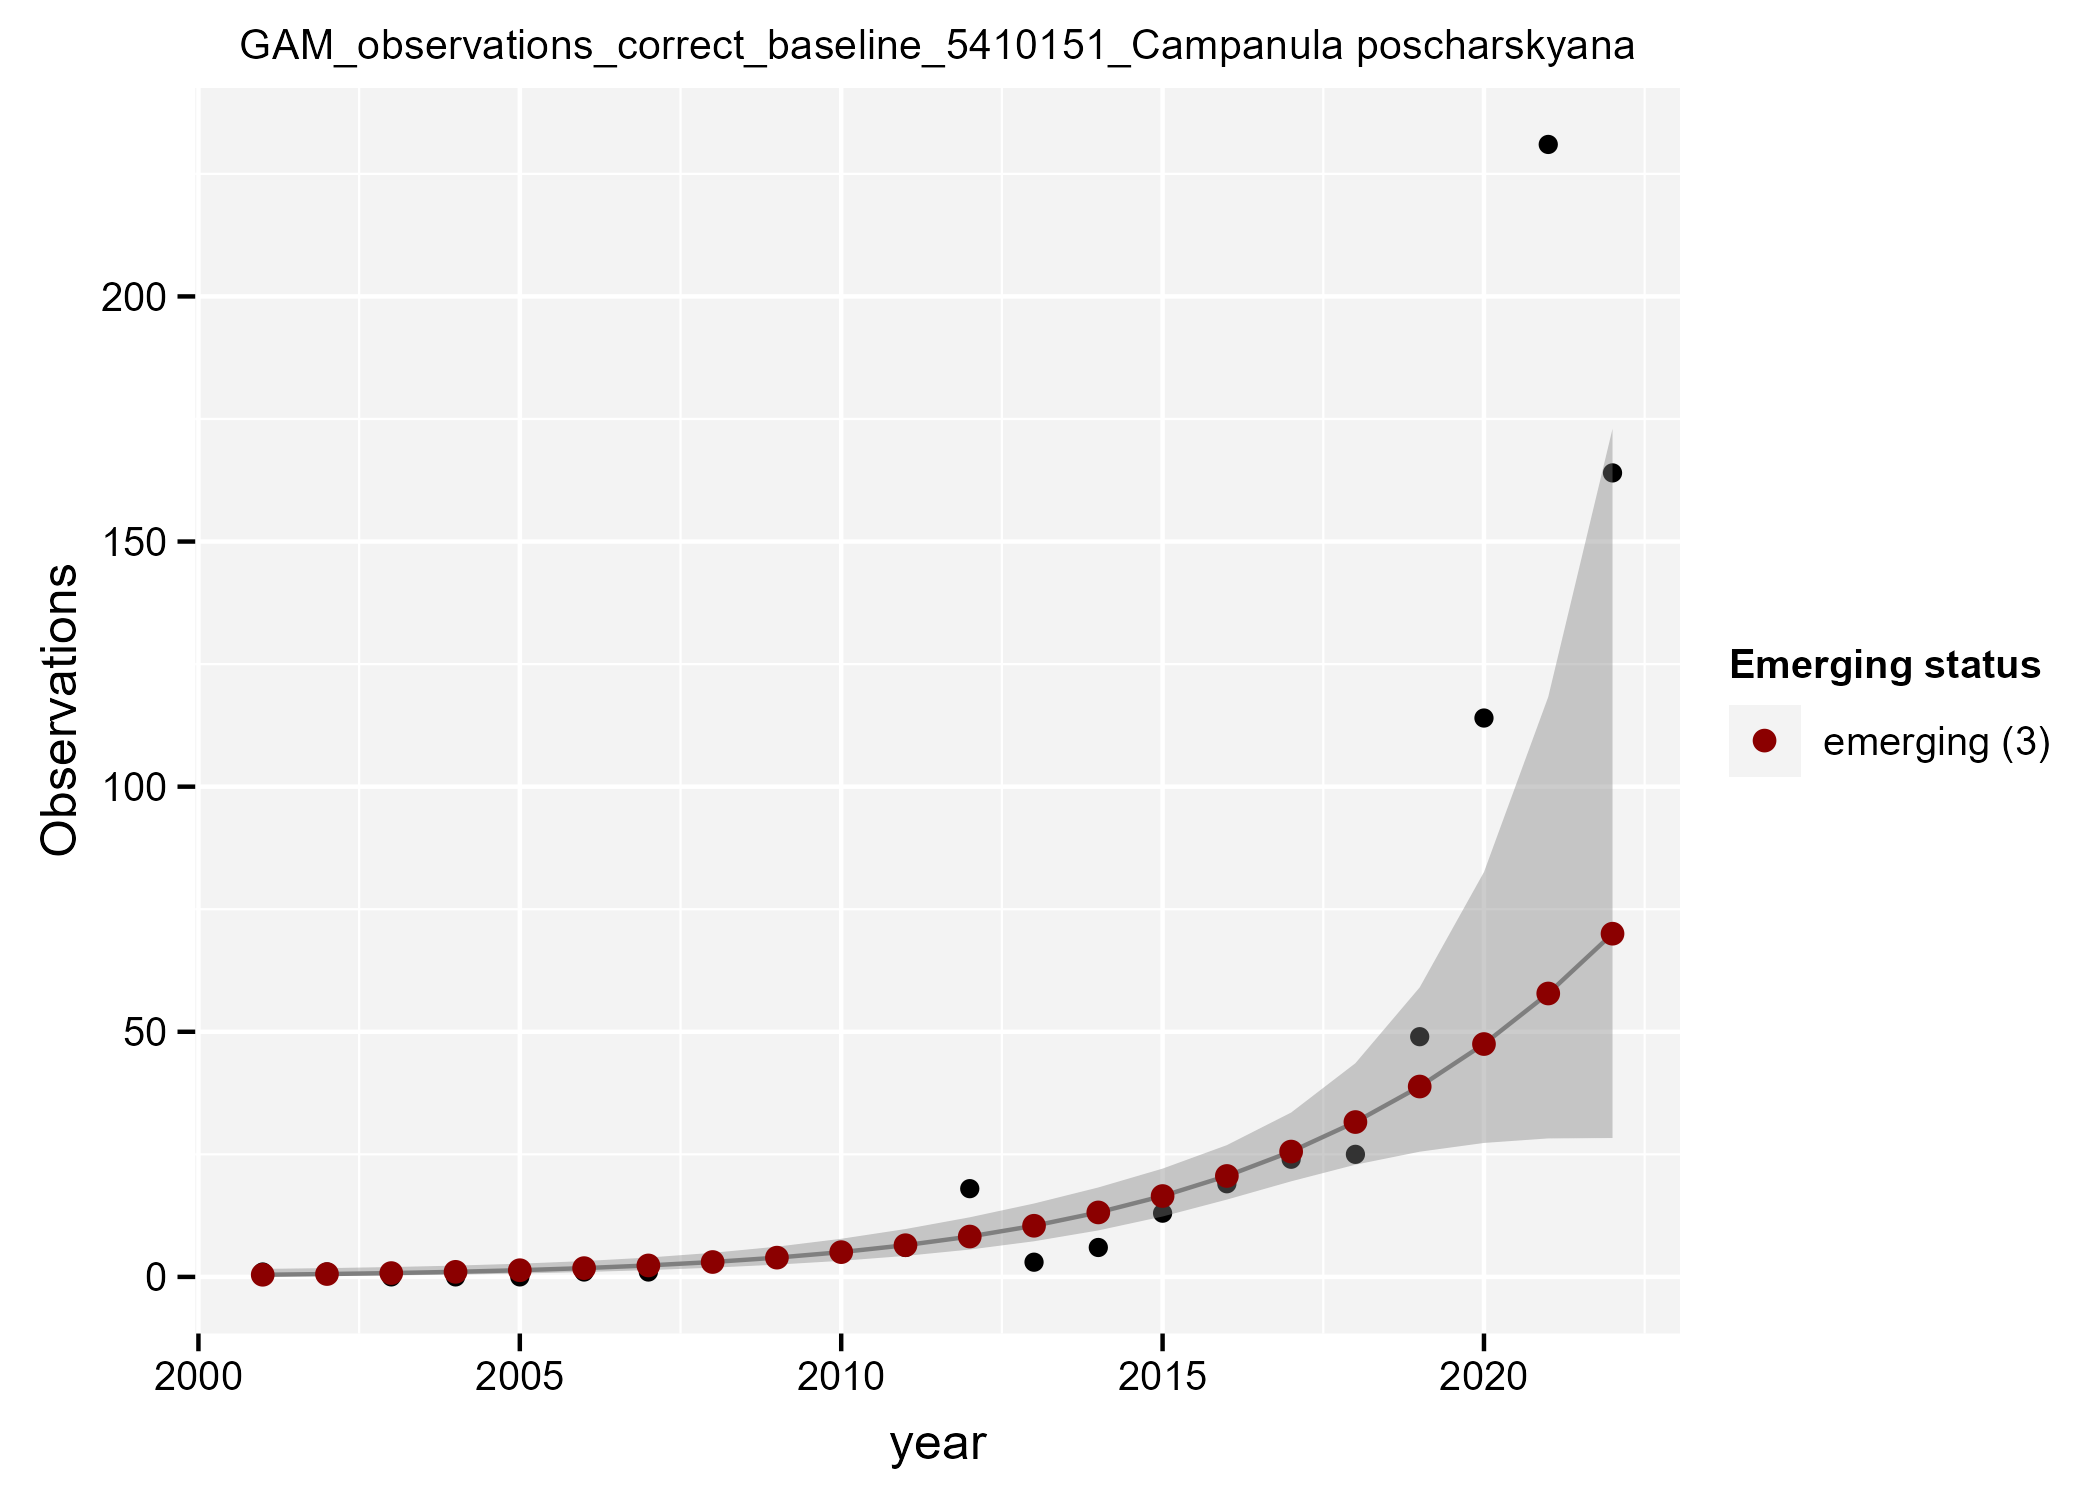 GAM_observations_correct_baseline_5410151_Campanula poscharskyana
Observations
200
150
100
50
0
2000 2005 2010 2015 2020
year
Emerging status
emerging (3)